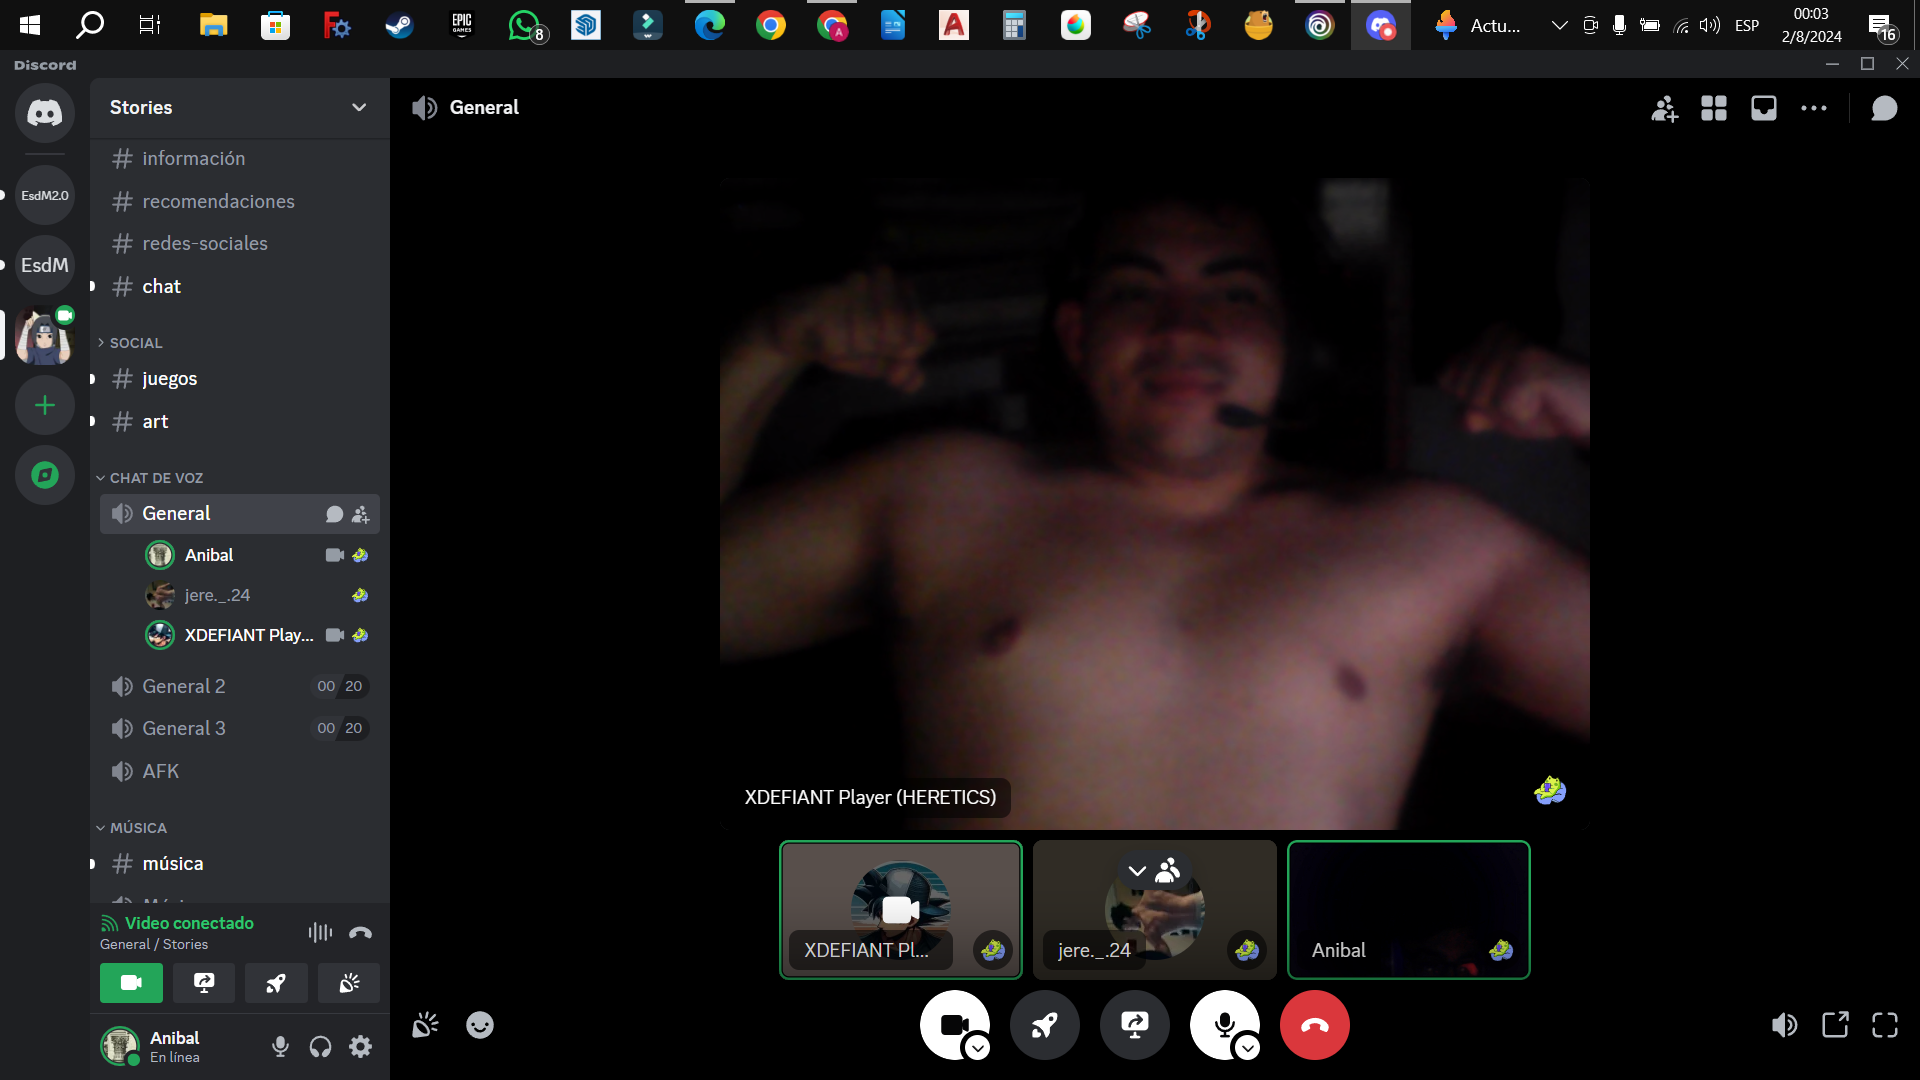 EPIC
GAMES
8
Actu...
ESP
00:03
2/8/2024
16
Discord
Stories
General
información
EsdM2.0
recomendaciones
redes-sociales
EsdM
chat
SOCIAL
juegos
art
CHAT DE VOZ
General
Anibal
jere._.24
XDEFIANT Play...
General 2
00 20
General 3
00 20
AFK
XDEFIANT Player (HERETICS)
MÚSICA
música
Video conectado
General / Stories
XDEFIANT Pl...
jere._.24
Anibal
Anibal
En línea